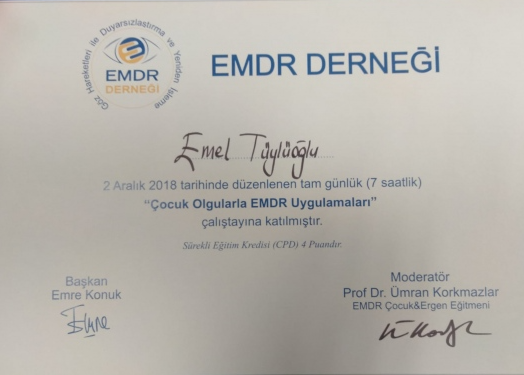 Göz Hareketleri ile Duyarsızlaştırma ve Yeniden İşleme
EMDR
DERNEĞİ
EMDR DERNEĞİ
Emel Tüylüoğlu
2 Aralık 2018 tarihinde düzenlenen tam günlük (7 saatlik)
“Çocuk Olgularla EMDR Uygulamaları”
çalıştayına katılmıştır.
Sürekli Eğitim Kredisi (CPD) 4 Puandır.
Başkan
Emre Konuk
Moderatör
Prof Dr. Ümran Korkmazlar
EMDR Çocuk&Ergen Eğitmeni